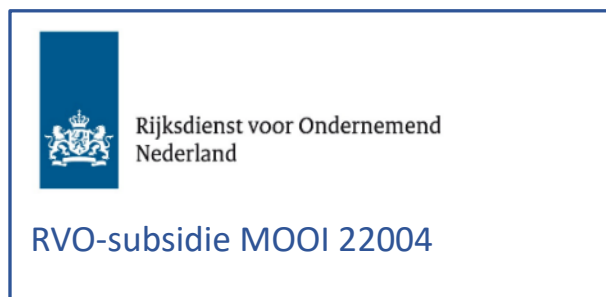 Rijksdienst voor Ondernemend
Nederland
RVO-subsidie MOOI 22004